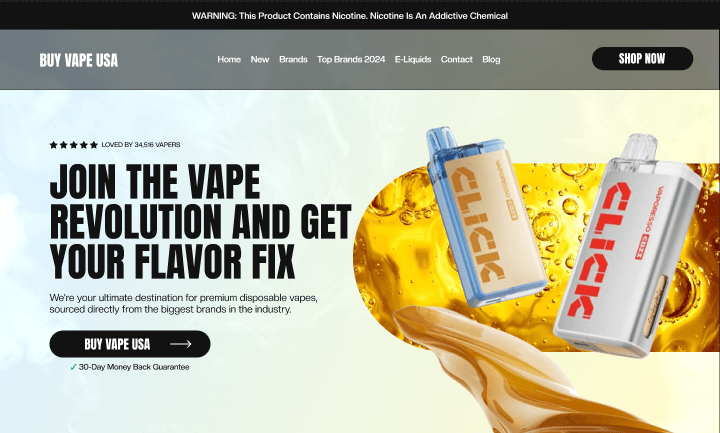 WARNING: This Product Contains Nicotine. Nicotine Is An Addictive Chemical
BUY VAPE USA
Home New Brands Top Brands 2024 E-Liquids Contact Blog
SHOP NOW
LOVED BY 34,516 VAPERS
JOIN THE VAPE
REVOLUTION AND GET
YOUR FLAVOR FIX
We're your ultimate destination for premium disposable vapes,
sourced directly from the biggest brands in the industry.
BUY VAPE USA
✓ 30-Day Money Back Guarantee
CLICK
VAPORESSO
CLICK
VAPORESSO